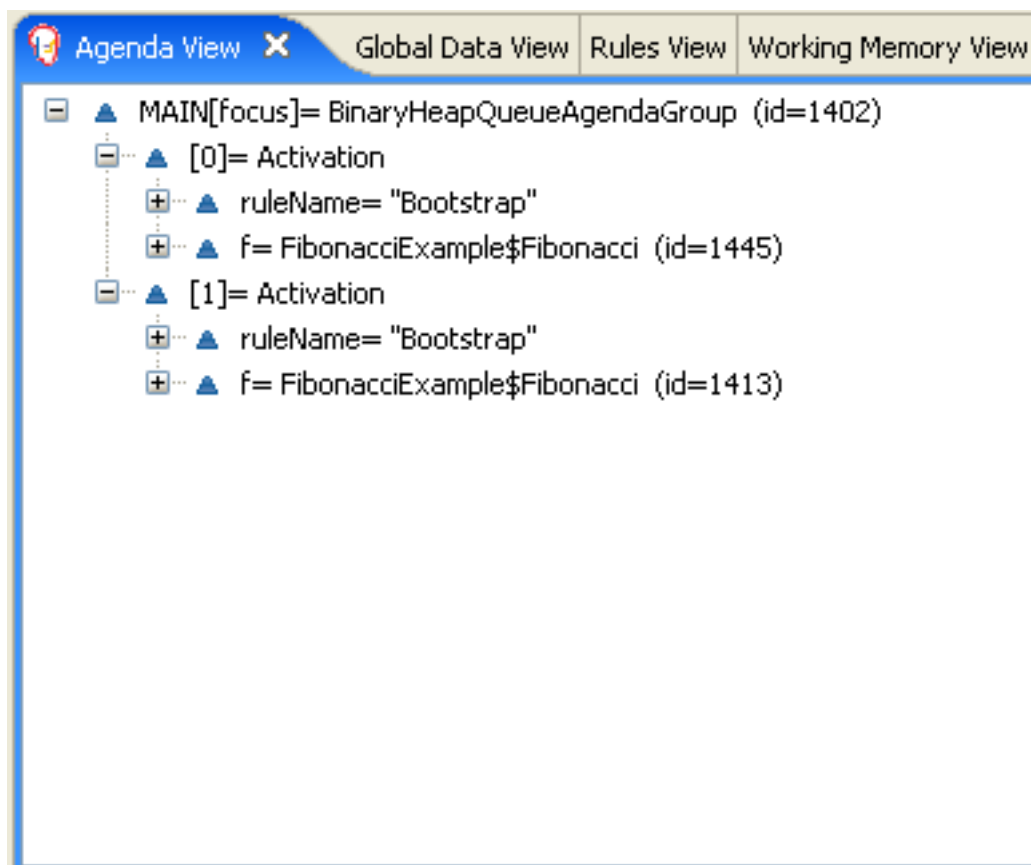 Agenda View Global Data View Rules View Working Memory View
MAIN[focus]= BinaryHeapQueueAgendaGroup (id=1402)
[0]= Activation
ruleName= "Bootstrap"
f= FibonacciExample$Fibonacci (id=1445)
[1]= Activation
ruleName= "Bootstrap"
f= FibonacciExample$Fibonacci (id=1413)